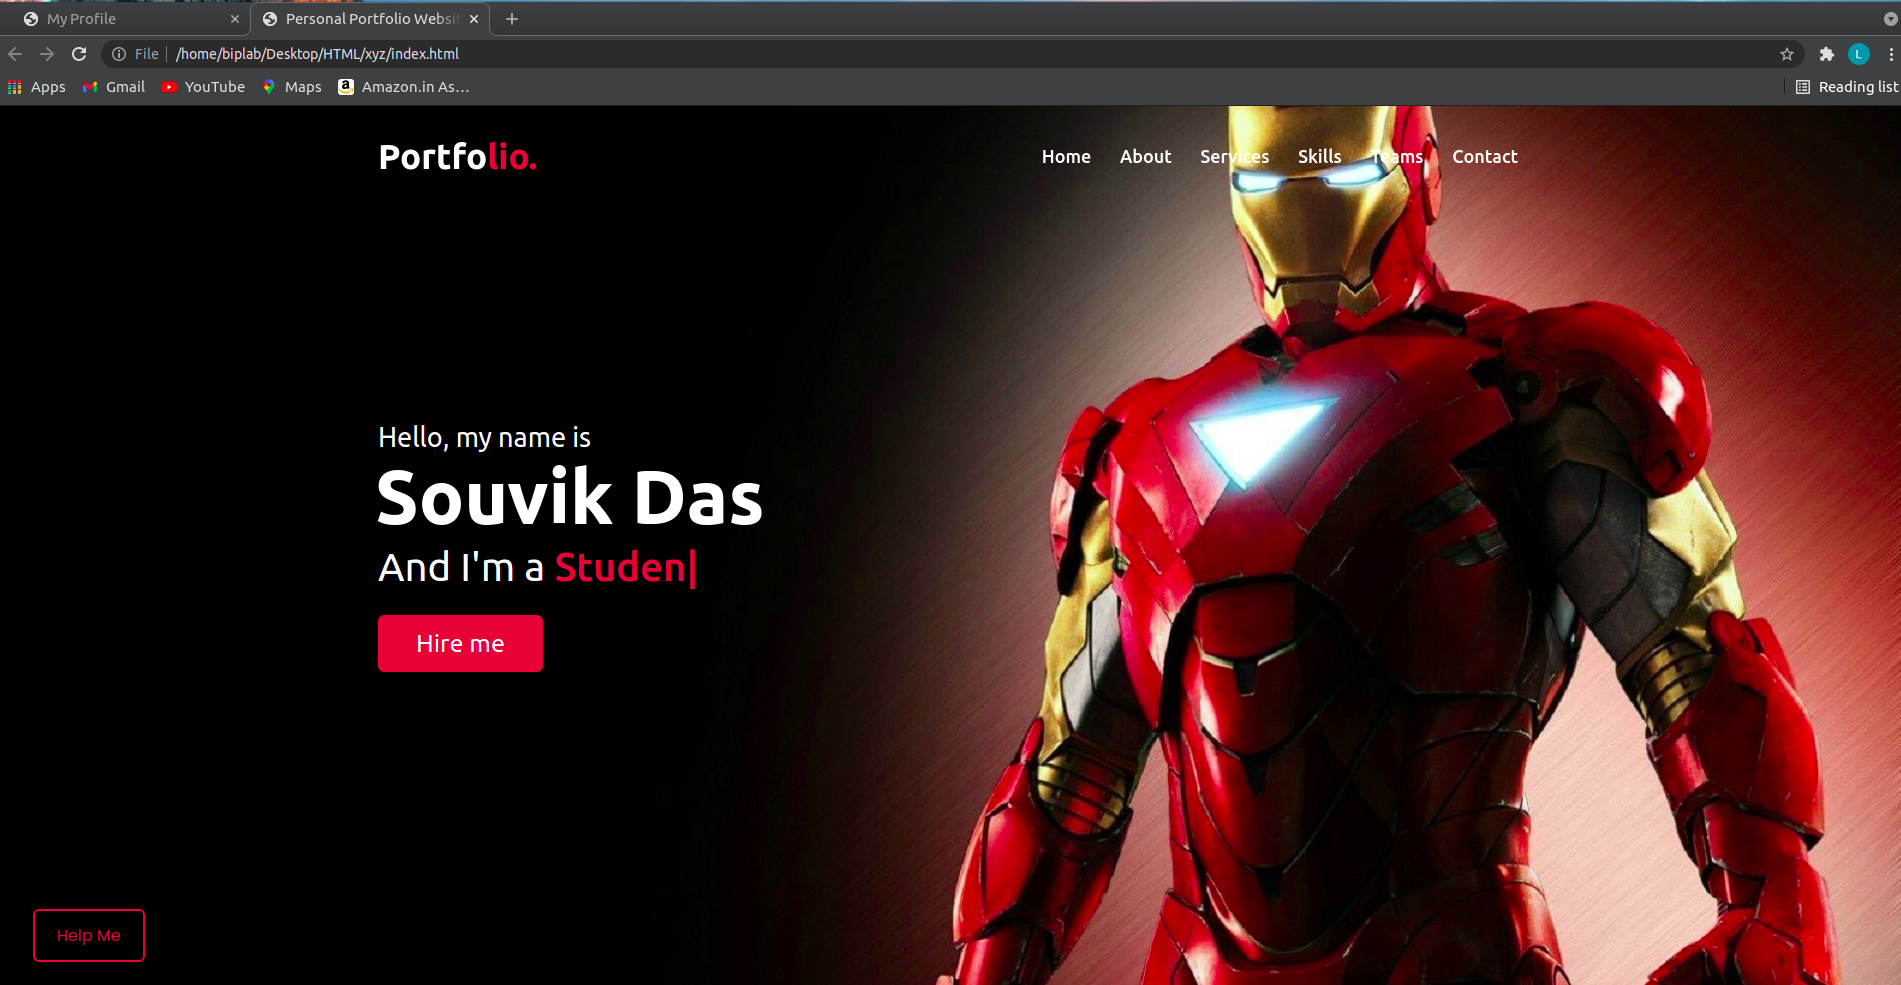 My Profile
Personal Portfolio Websi
File
/home/biplab/Desktop/HTML/xyz/index.html
L
Apps
Gmail
YouTube
Maps
Amazon.in As…
Reading list
Portfolio.
Home
About
Services
Skills
Teams
Contact
Hello, my name is
Souvik Das
And I'm a Studen|
Hire me
Help Me